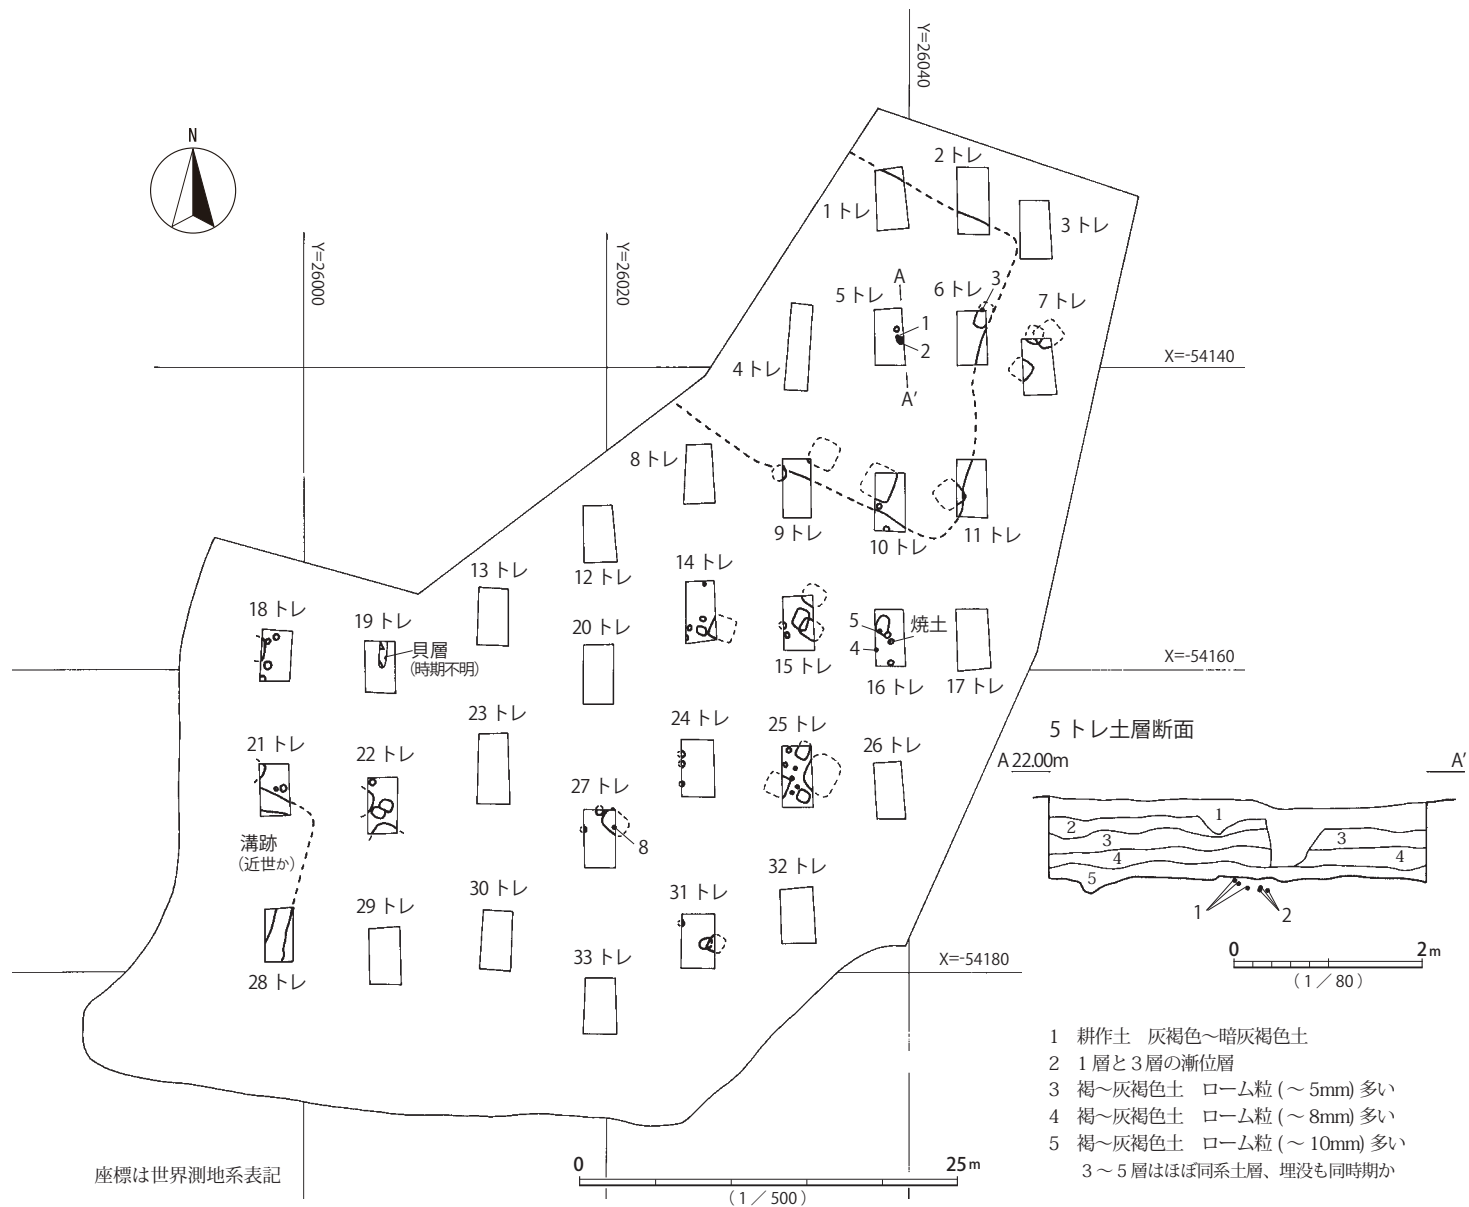 Y=26040
N
2トレ
1トレ
3トレ
Y=26000
Y=26020
A
5トレ
6トレ
3
7トレ
1
2
4トレ
A'
X=-54140
8トレ
9トレ
10トレ
11トレ
13トレ
12トレ
14トレ
18トレ
19トレ
貝層
(時期不明)
20トレ
15トレ
5
焼土
4
16トレ
17トレ
X=-54160
23トレ
24トレ
25トレ
26トレ
21トレ
22トレ
27トレ
8
溝跡
(近世か)
32トレ
30トレ
31トレ
29トレ
33トレ
28トレ
X=-54180
5トレ土層断面
A 22.00m
A'
1
2
3
3
4
4
5
1
2
0 2m
(1/80)
1 耕作土 灰褐色~暗灰褐色土
2 1層と3層の漸位層
3 褐~灰褐色土 ローム粒(~5mm)多い
4 褐~灰褐色土 ローム粒(~8mm)多い
5 褐~灰褐色土 ローム粒(~10mm)多い
3~5層はほぼ同系土層、埋没も同時期か
座標は世界測地系表記
0 25m
(1/500)